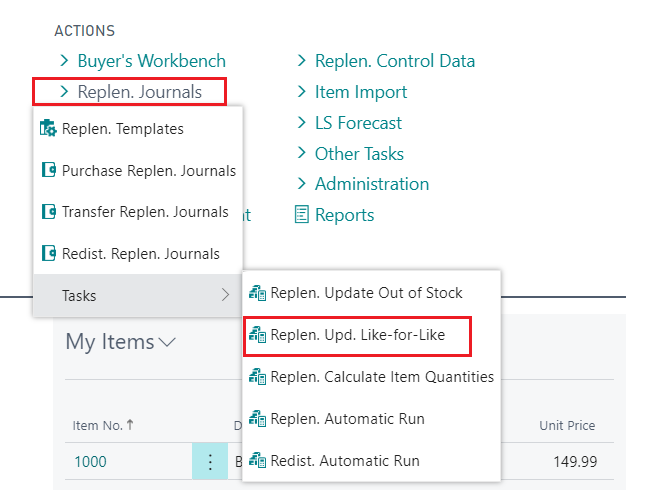 ACTIONS
Buyer's Workbench
Replen. Journals
Replen. Templates
Purchase Replen. Journals
Transfer Replen. Journals
Redist. Replen. Journals
Tasks
Replen. Control Data
Item Import
LS Forecast
Other Tasks
Administration
Reports
Replen. Update Out of Stock
Replen. Upd. Like-for-Like
Replen. Calculate Item Quantities
Replen. Automatic Run
Redist. Automatic Run
My Items
Item No. ↑
Unit Price
1000
149.99